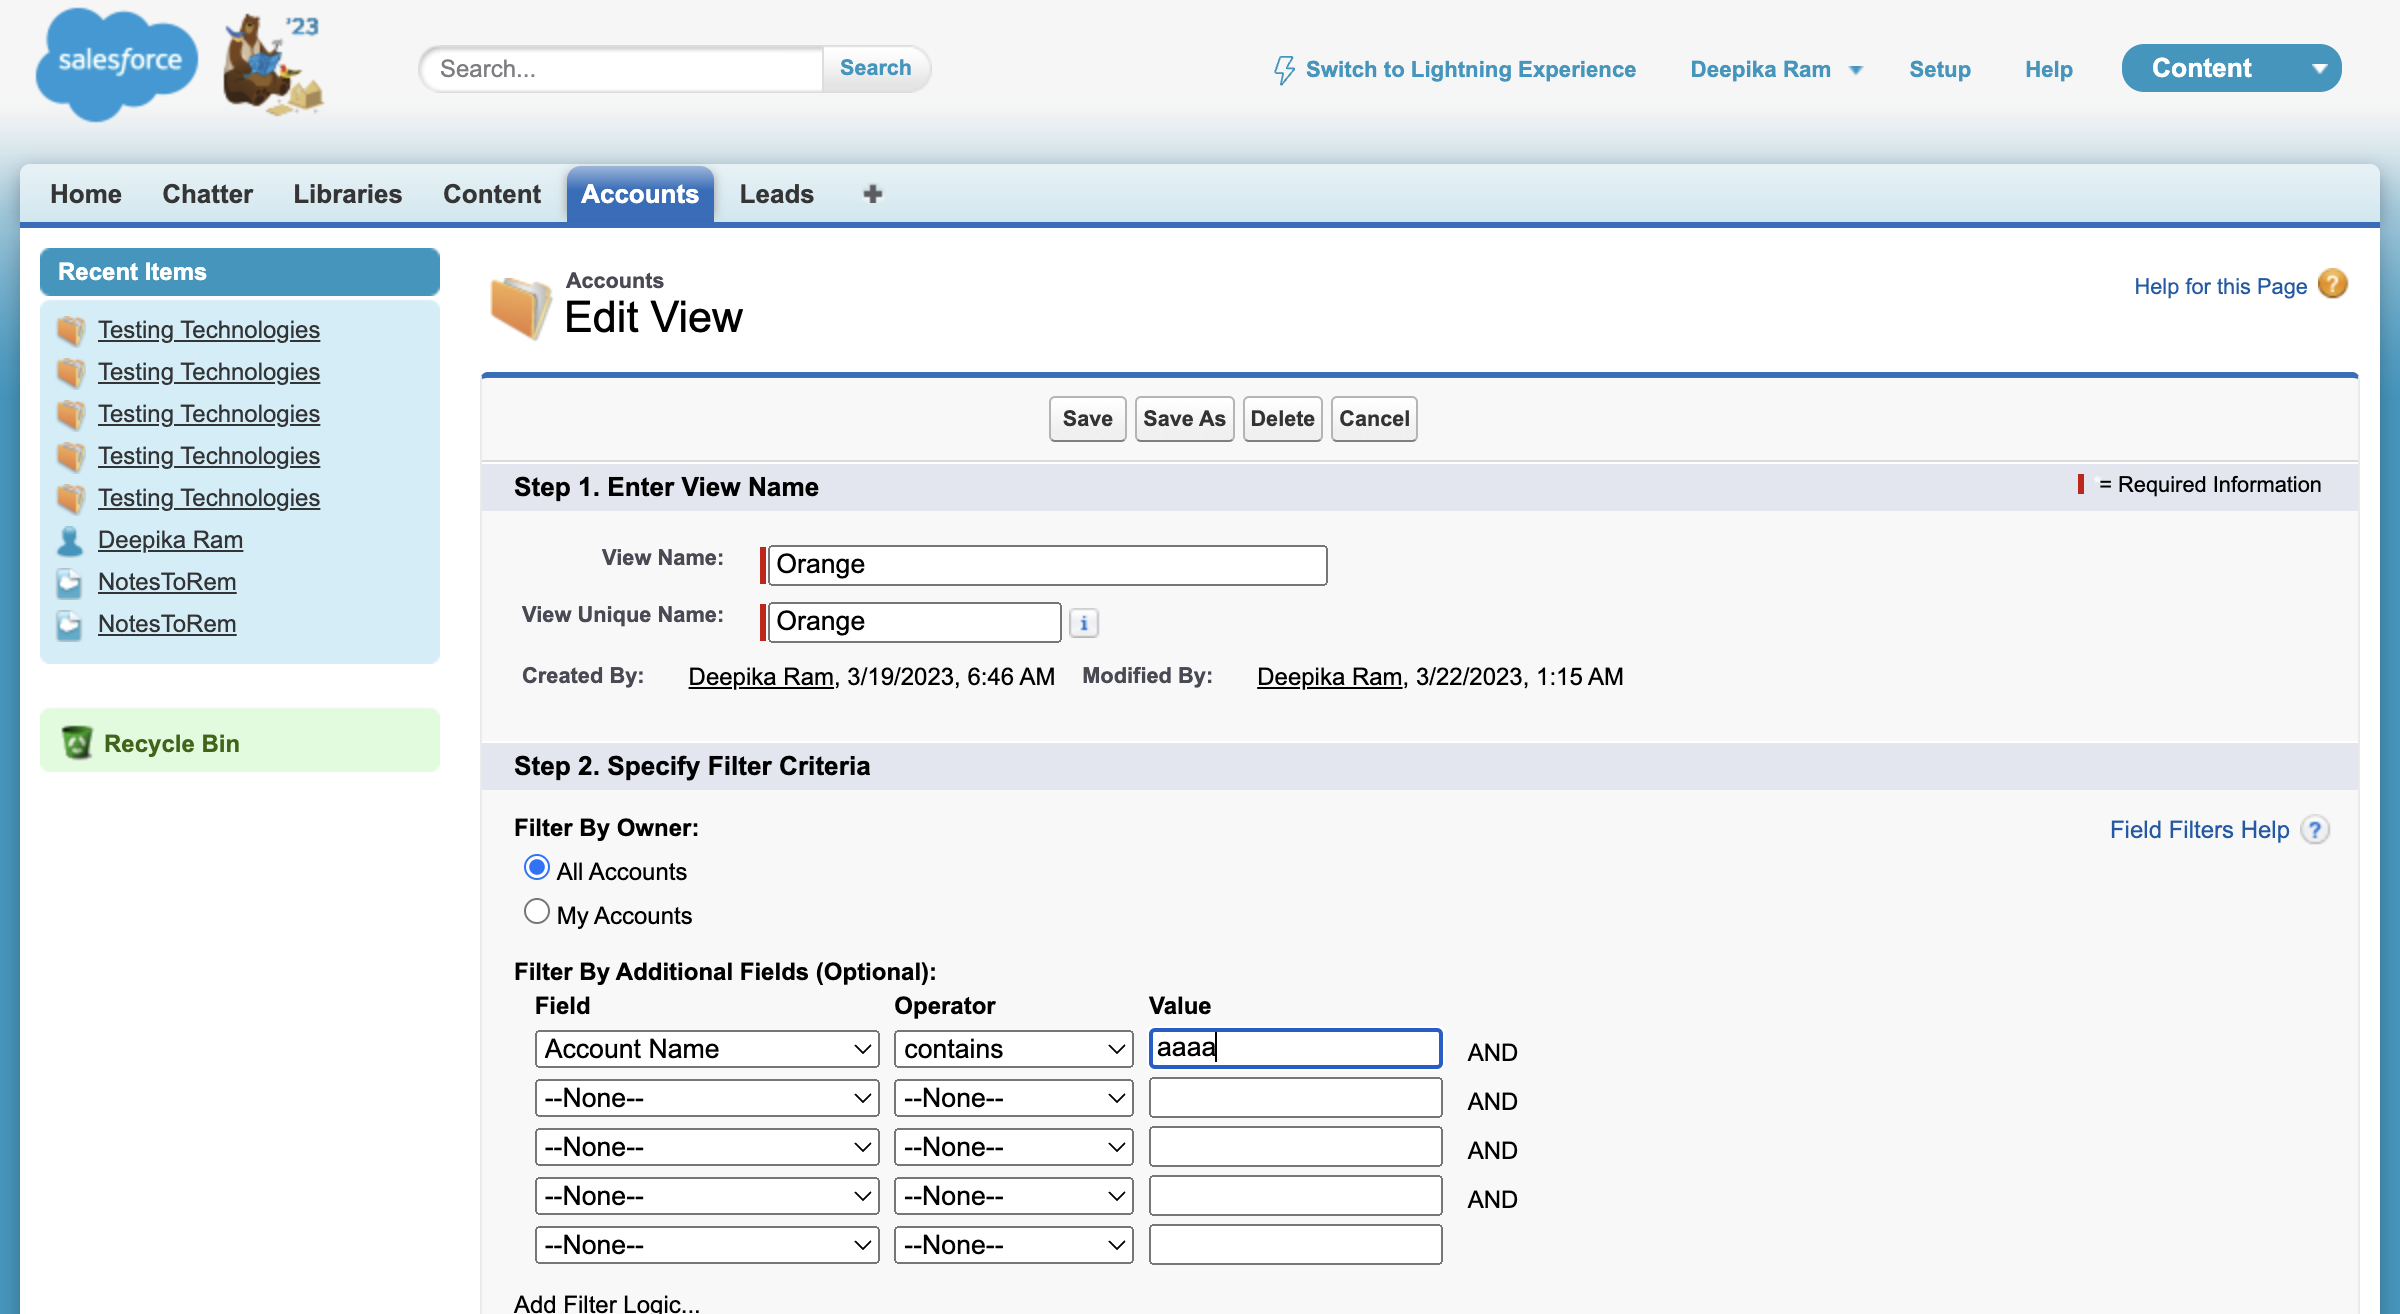 salesforce
'23
Search...
Search
Switch to Lightning Experience
Deepika Ram
Setup
Help
Content
Home
Chatter
Libraries
Content
Accounts
Leads
+
Recent Items
Testing Technologies
Testing Technologies
Testing Technologies
Testing Technologies
Testing Technologies
Deepika Ram
NotesToRem
NotesToRem
Recycle Bin
Accounts
Edit View
Help for this Page ?
Save
Save As
Delete
Cancel
Step 1. Enter View Name
= Required Information
View Name:
Orange
View Unique Name:
Orange
i
Created By: Deepika Ram, 3/19/2023, 6:46 AM
Modified By: Deepika Ram, 3/22/2023, 1:15 AM
Step 2. Specify Filter Criteria
Filter By Owner:
Field Filters Help ?
All Accounts
My Accounts
Filter By Additional Fields (Optional):
Field Operator Value
Account Name contains aaaa AND
--None-- --None-- AND
--None-- --None-- AND
--None-- --None-- AND
--None-- --None--
Add Filter Logic...